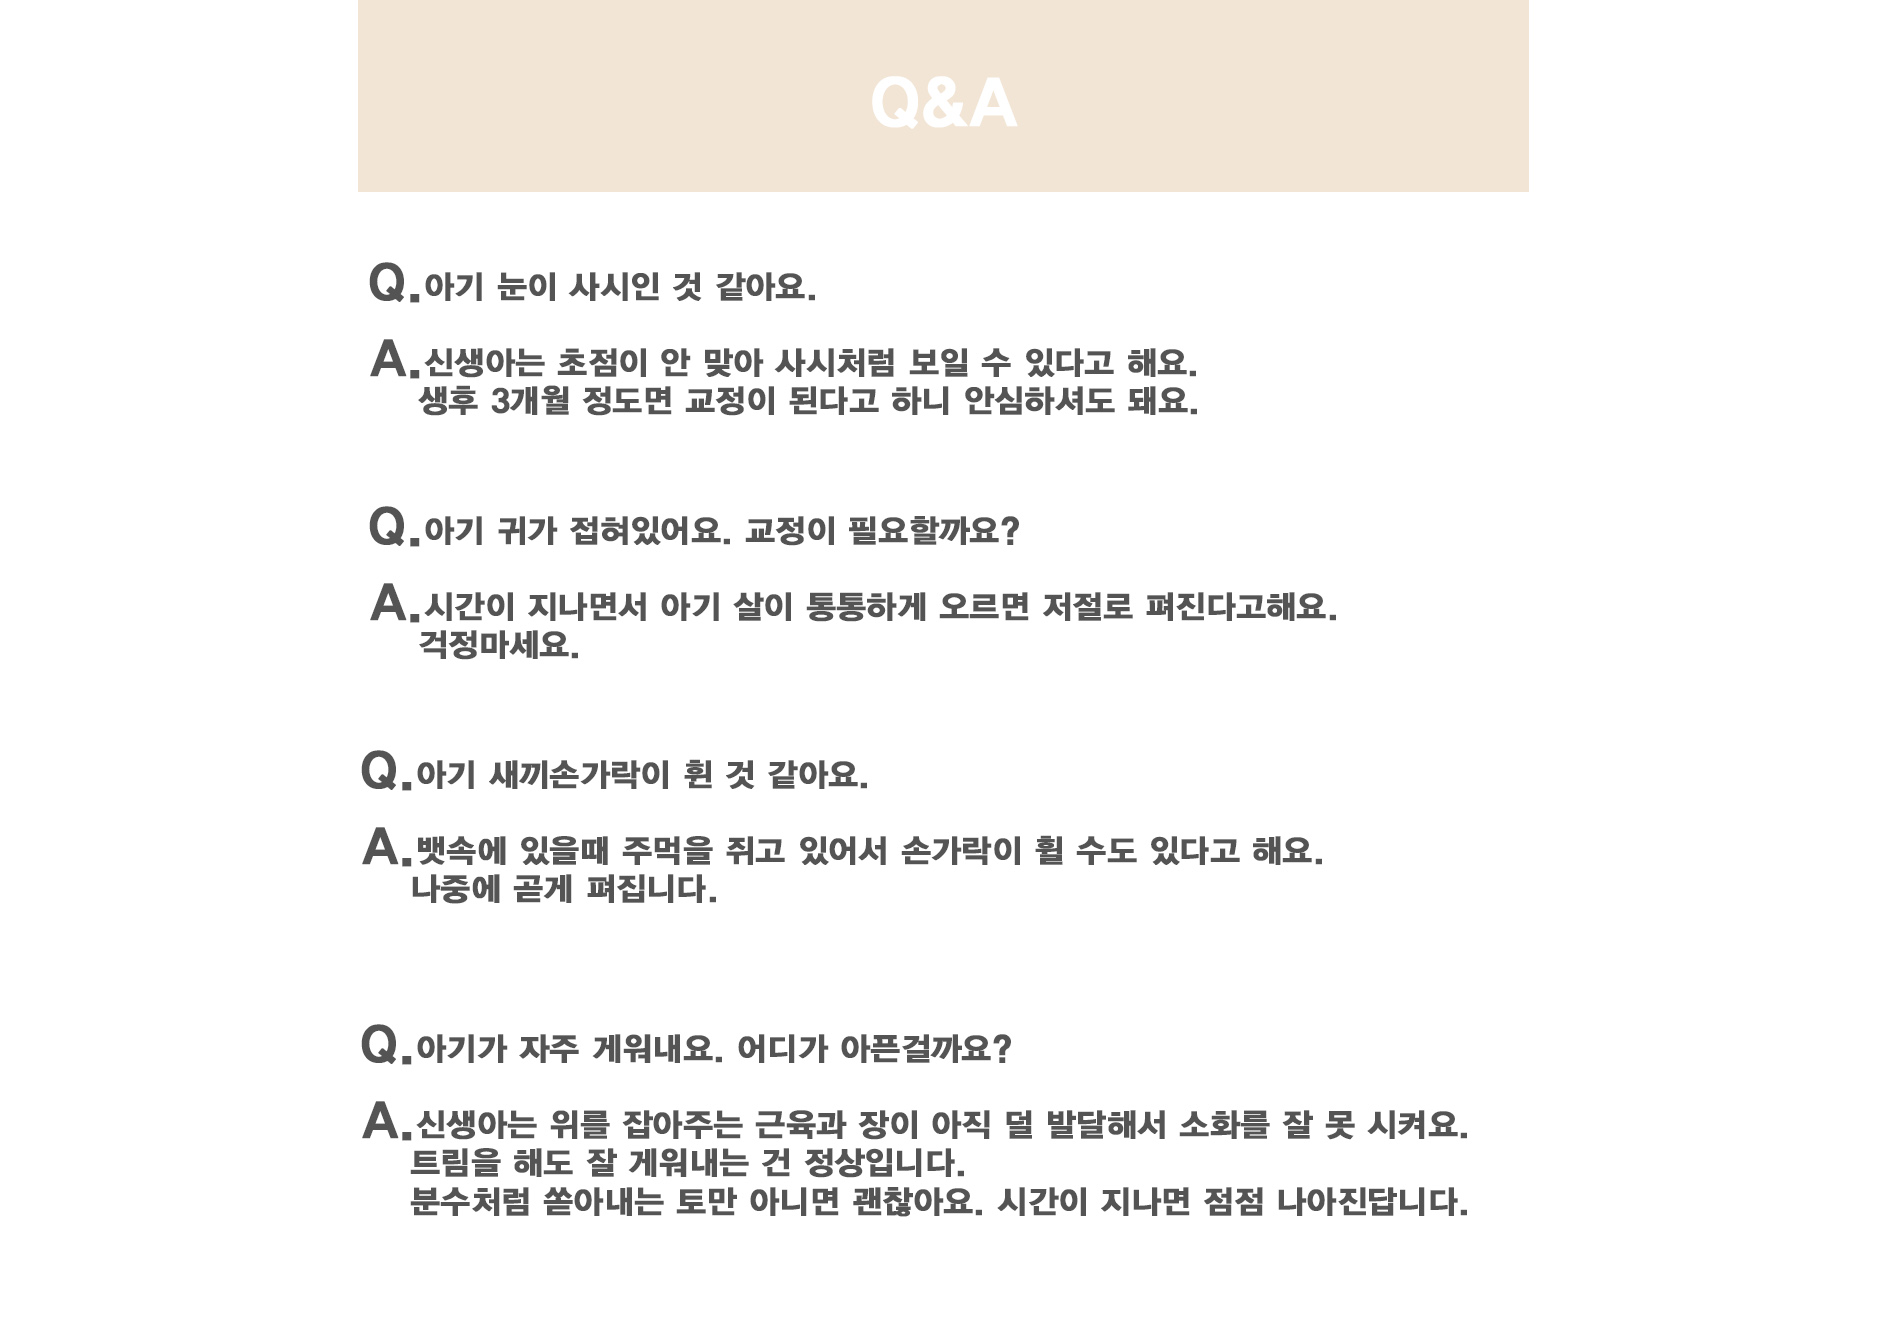 Q&A
Q.아기 눈이 사시인 것 같아요.
A.신생아는 초점이 안 맞아 사시처럼 보일 수 있다고 해요.
생후 3개월 정도면 교정이 된다고 하니 안심하셔도 돼요.
Q.아기 귀가 접혀있어요. 교정이 필요할까요?
A.시간이 지나면서 아기 살이 통통하게 오르면 저절로 펴진다고해요.
걱정마세요.
Q.아기 새끼손가락이 휜 것 같아요.
A.뱃속에 있을때 주먹을 쥐고 있어서 손가락이 휠 수도 있다고 해요.
나중에 곧게 펴집니다.
Q.아기가 자주 게워내요. 어디가 아픈걸까요?
A.신생아는 위를 잡아주는 근육과 장이 아직 덜 발달해서 소화를 잘 못 시켜요.
트림을 해도 잘 게워내는 건 정상입니다.
분수처럼 쏟아내는 토만 아니면 괜찮아요. 시간이 지나면 점점 나아진답니다.